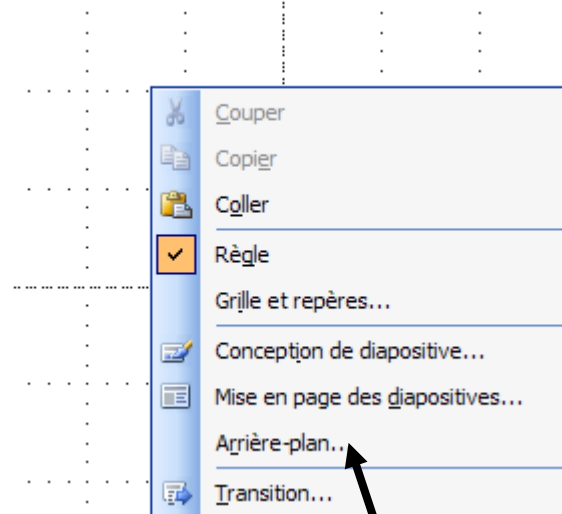 Couper
Copier
Coller
Règle
Grille et repères...
Conception de diapositive...
Mise en page des diapositives...
Arrière-plan...
Transition...